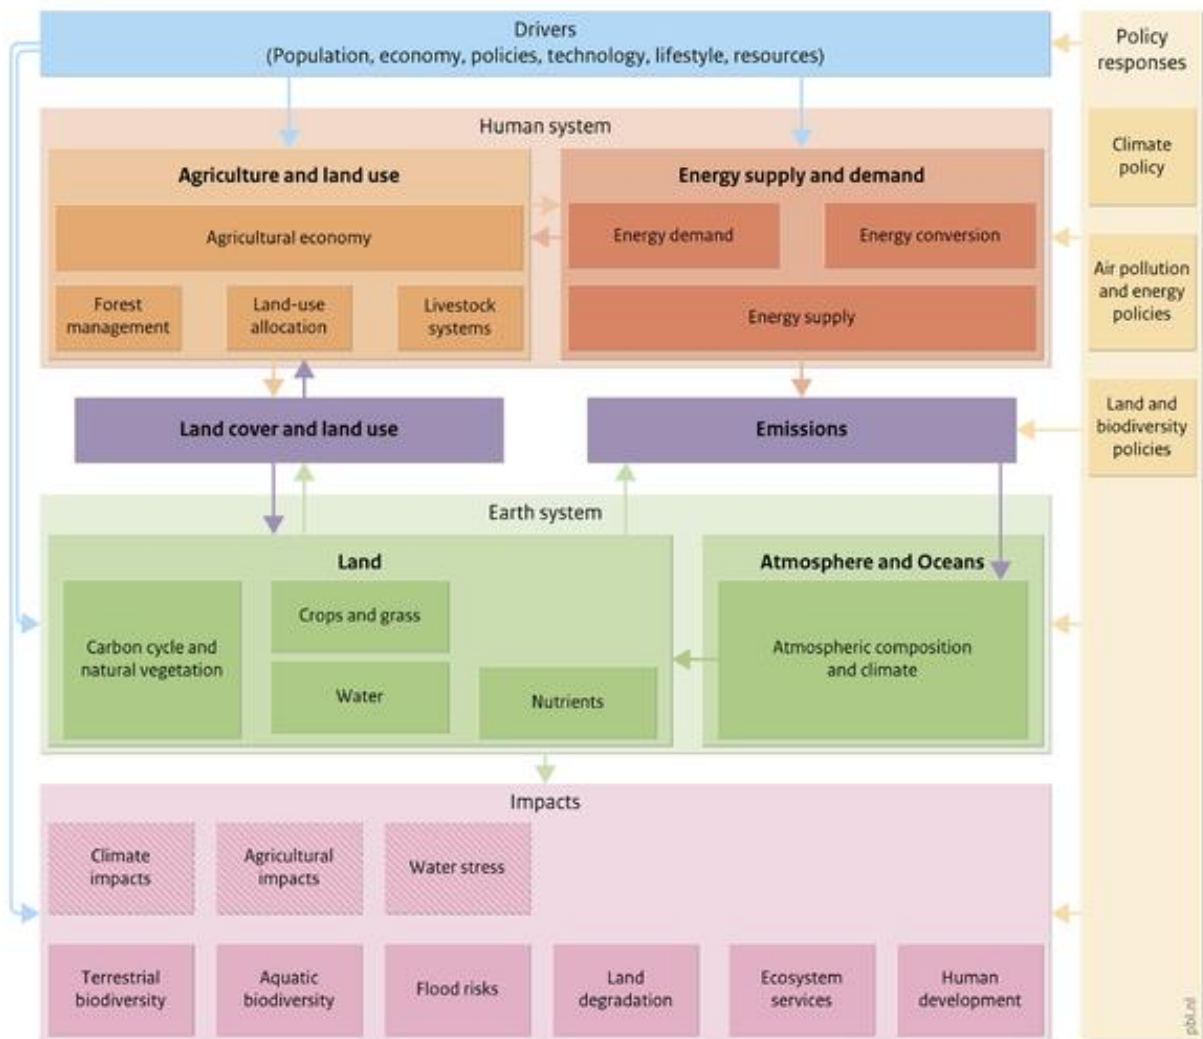 Drivers
(Population, economy, policies, technology, lifestyle, resources)
Policy
responses
Human system
Agriculture and land use
Agricultural economy
Forest
management
Land-use
allocation
Livestock
systems
Energy supply and demand
Energy demand
Energy conversion
Energy supply
Climate
policy
Air pollution
and energy
policies
Land and
biodiversity
policies
Land cover and land use
Emissions
Earth system
Land
Carbon cycle and
natural vegetation
Crops and grass
Water
Nutrients
Atmosphere and Oceans
Atmospheric composition
and climate
Impacts
Climate
impacts
Agricultural
impacts
Water stress
Terrestrial
biodiversity
Aquatic
biodiversity
Flood risks
Land
degradation
Ecosystem
services
Human
development
pbl.nl